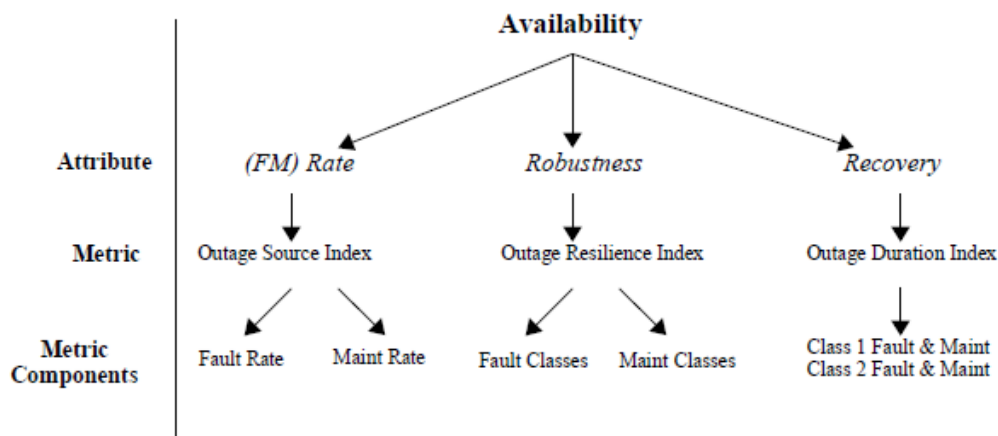 Availability
Attribute (FM) Rate Robustness Recovery
Metric Outage Source Index Outage Resilience Index Outage Duration Index
Metric Components
Fault Rate Maint Rate Fault Classes Maint Classes
Class 1 Fault & Maint
Class 2 Fault & Maint